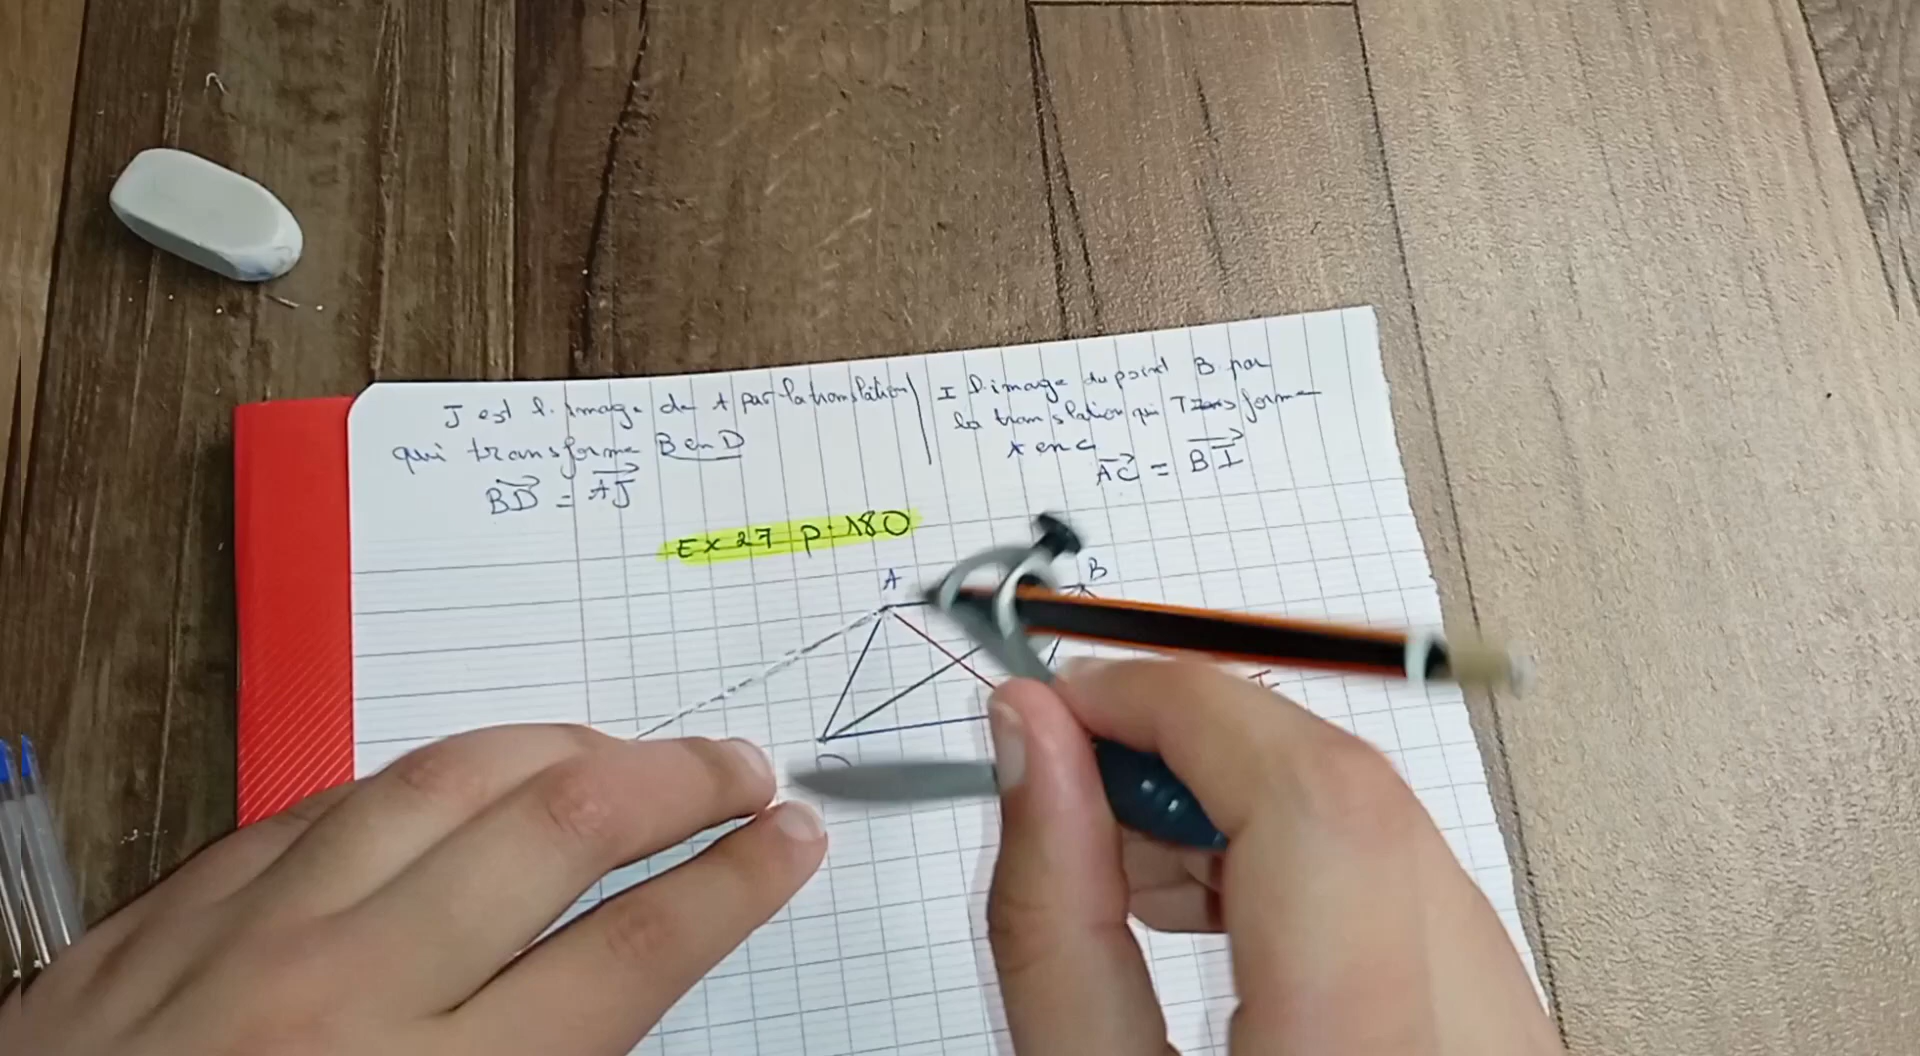 J est l'image de A par la translation
qui transforme B en D
BD = AJ
I l'image du point B par
la translation qui Transforme
A en C
AC = BI
Ex 27 p.180
A
B
I
D